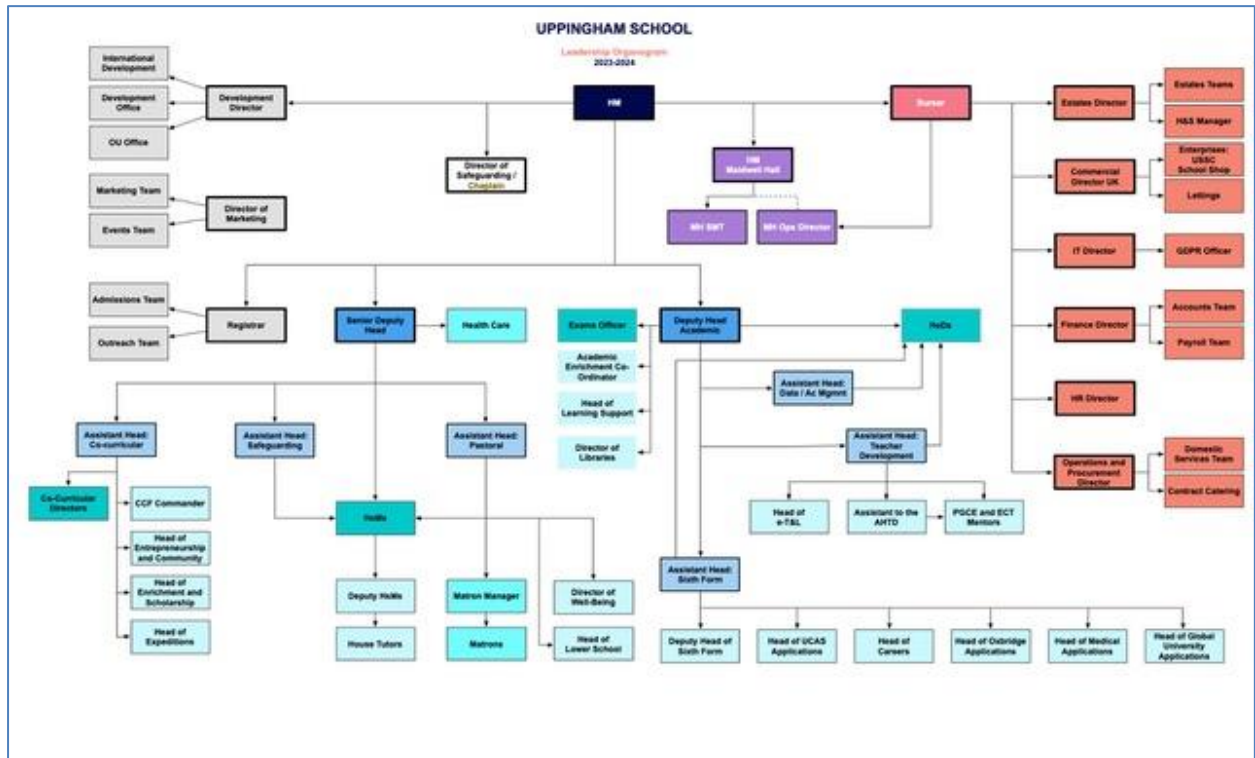 UPPINGHAM SCHOOL
Leadership Organogram
2023-2024
International
Development
Development
Office
OU Office
Development
Director
HM
Bursar
Estates Director
Estates Teams
H&S Manager
Director of
Safeguarding /
Chaplain
HM
Maidwell Hall
Commercial
Director UK
Enterprises:
USSC
School Shop
Lettings
Marketing Team
Events Team
Director of
Marketing
MH SMT
MH Ops Director
IT Director
GDPR Officer
Admissions Team
Outreach Team
Registrar
Senior Deputy
Head
Health Care
Exams Officer
Deputy Head
Academic
HoDs
Finance Director
Accounts Team
Payroll Team
Academic
Enrichment Co-
Ordinator
Head of
Learning Support
Director of
Libraries
Assistant Head:
Data / Ac Mgmnt
Assistant Head:
Teacher
Development
HR Director
Assistant Head:
Co-curricular
Assistant Head:
Safeguarding
Assistant Head:
Pastoral
Operations and
Procurement
Director
Domestic
Services Team
Contract Catering
Co-Curricular
Directors
CCF Commander
Head of
Entrepreneurship
and Community
Head of
Enrichment and
Scholarship
Head of
Expeditions
HoMs
Head of
e-T&L
Assistant to the
AHTD
PGCE and ECT
Mentors
Assistant Head:
Sixth Form
Deputy HoMs
House Tutors
Matron Manager
Matrons
Director of
Well-Being
Head of
Lower School
Deputy Head of
Sixth Form
Head of UCAS
Applications
Head of
Careers
Head of Oxbridge
Applications
Head of Medical
Applications
Head of Global
University
Applications